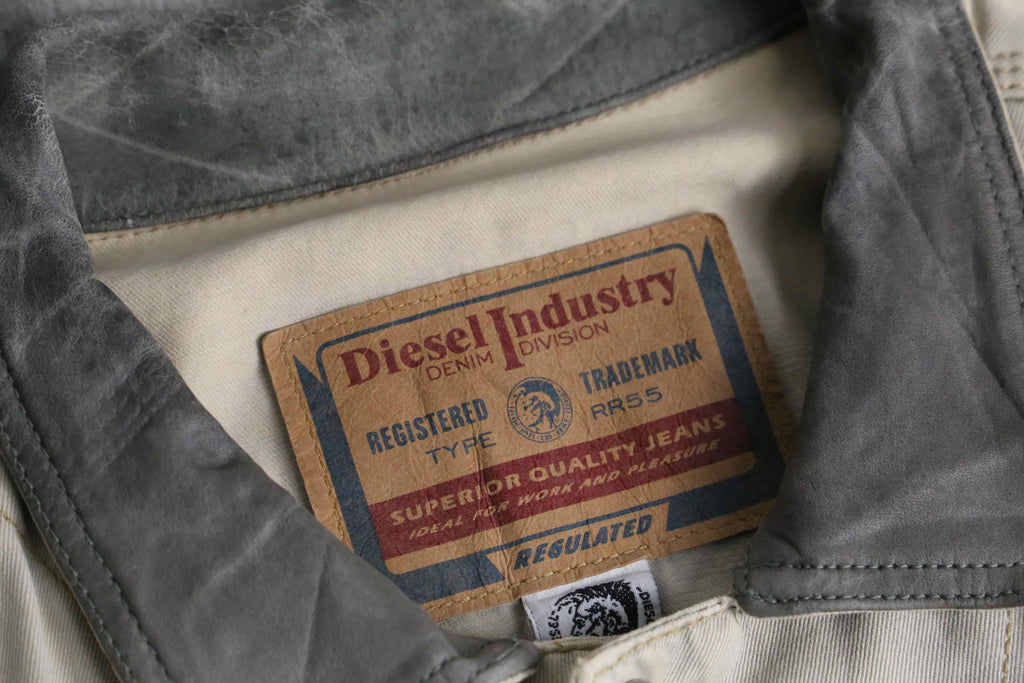 Diesel Industry
DENIM DIVISION
REGISTERED TRADEMARK
TYPE RR55
SUPERIOR QUALITY JEANS
IDEAL FOR WORK AND PLEASURE
REGULATED